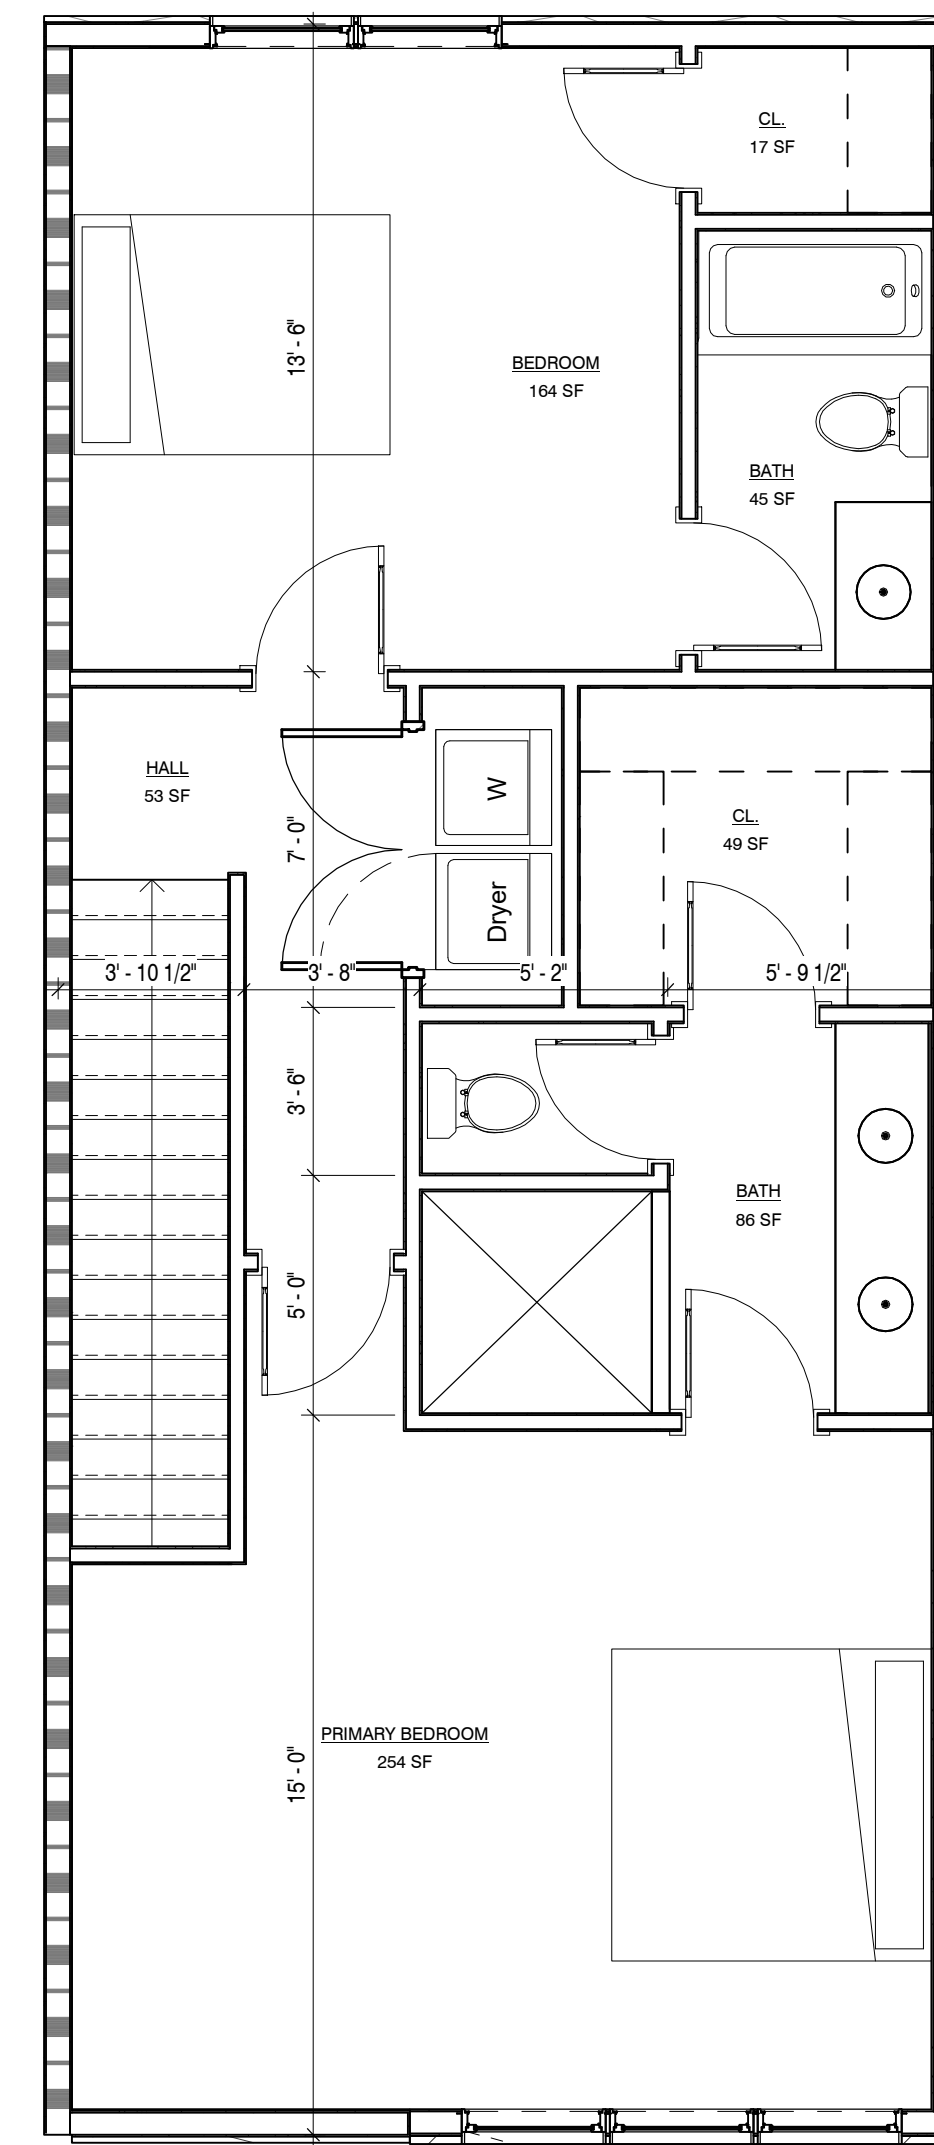 CL.
17 SF
13' - 6"
BEDROOM
164 SF
BATH
45 SF
HALL
53 SF
W
7' - 0"
CL.
49 SF
Dryer
3' - 10 1/2"
3' - 8"
5' - 2"
5' - 9 1/2"
3' - 6"
BATH
86 SF
5' - 0"
PRIMARY BEDROOM
254 SF
15' - 0"